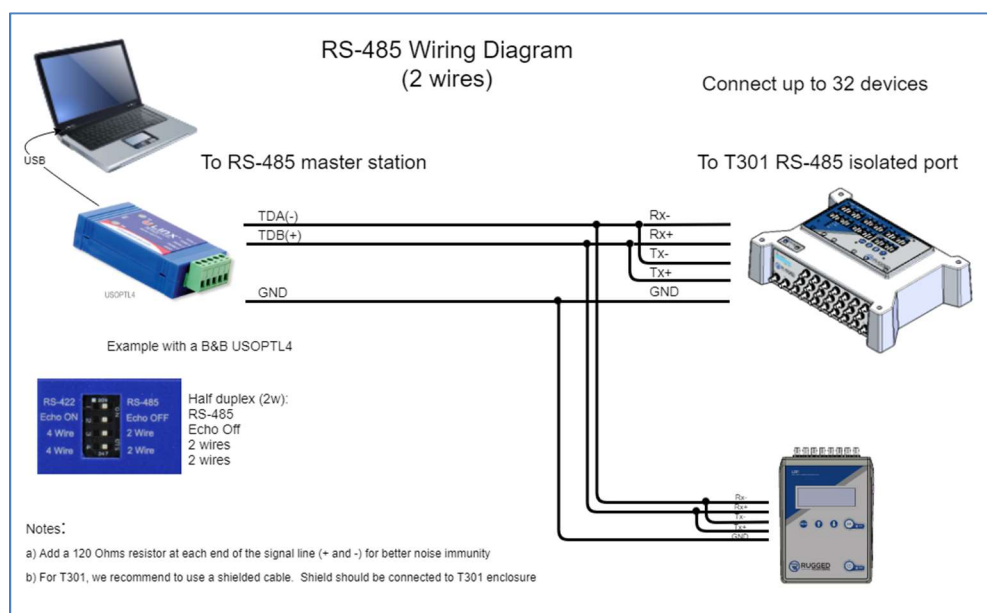 RS-485 Wiring Diagram
(2 wires)
Connect up to 32 devices
USB
To RS-485 master station
To T301 RS-485 isolated port
TDA(-)
TDB(+)
GND
Rx-
Rx+
Tx-
Tx+
GND
USOPTL4
Example with a B&B USOPTL4
RS-422
Echo ON
4 Wire
4 Wire
RS-485
Echo OFF
2 Wire
2 Wire
Half duplex (2w):
RS-485
Echo Off
2 wires
2 wires
Rx-
Rx+
Tx-
Tx+
GND
RUGGED
Notes:
a) Add a 120 Ohms resistor at each end of the signal line (+ and -) for better noise immunity
b) For T301, we recommend to use a shielded cable. Shield should be connected to T301 enclosure